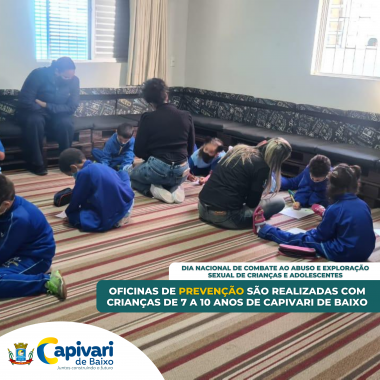 DIA NACIONAL DE COMBATE AO ABUSO E EXPLORAÇÃO
SEXUAL DE CRIANÇAS E ADOLESCENTES
OFICINAS DE PREVENÇÃO SÃO REALIZADAS COM
CRIANÇAS DE 7 A 10 ANOS DE CAPIVARI DE BAIXO
Capivari
de Baixo
Juntos construindo o futuro